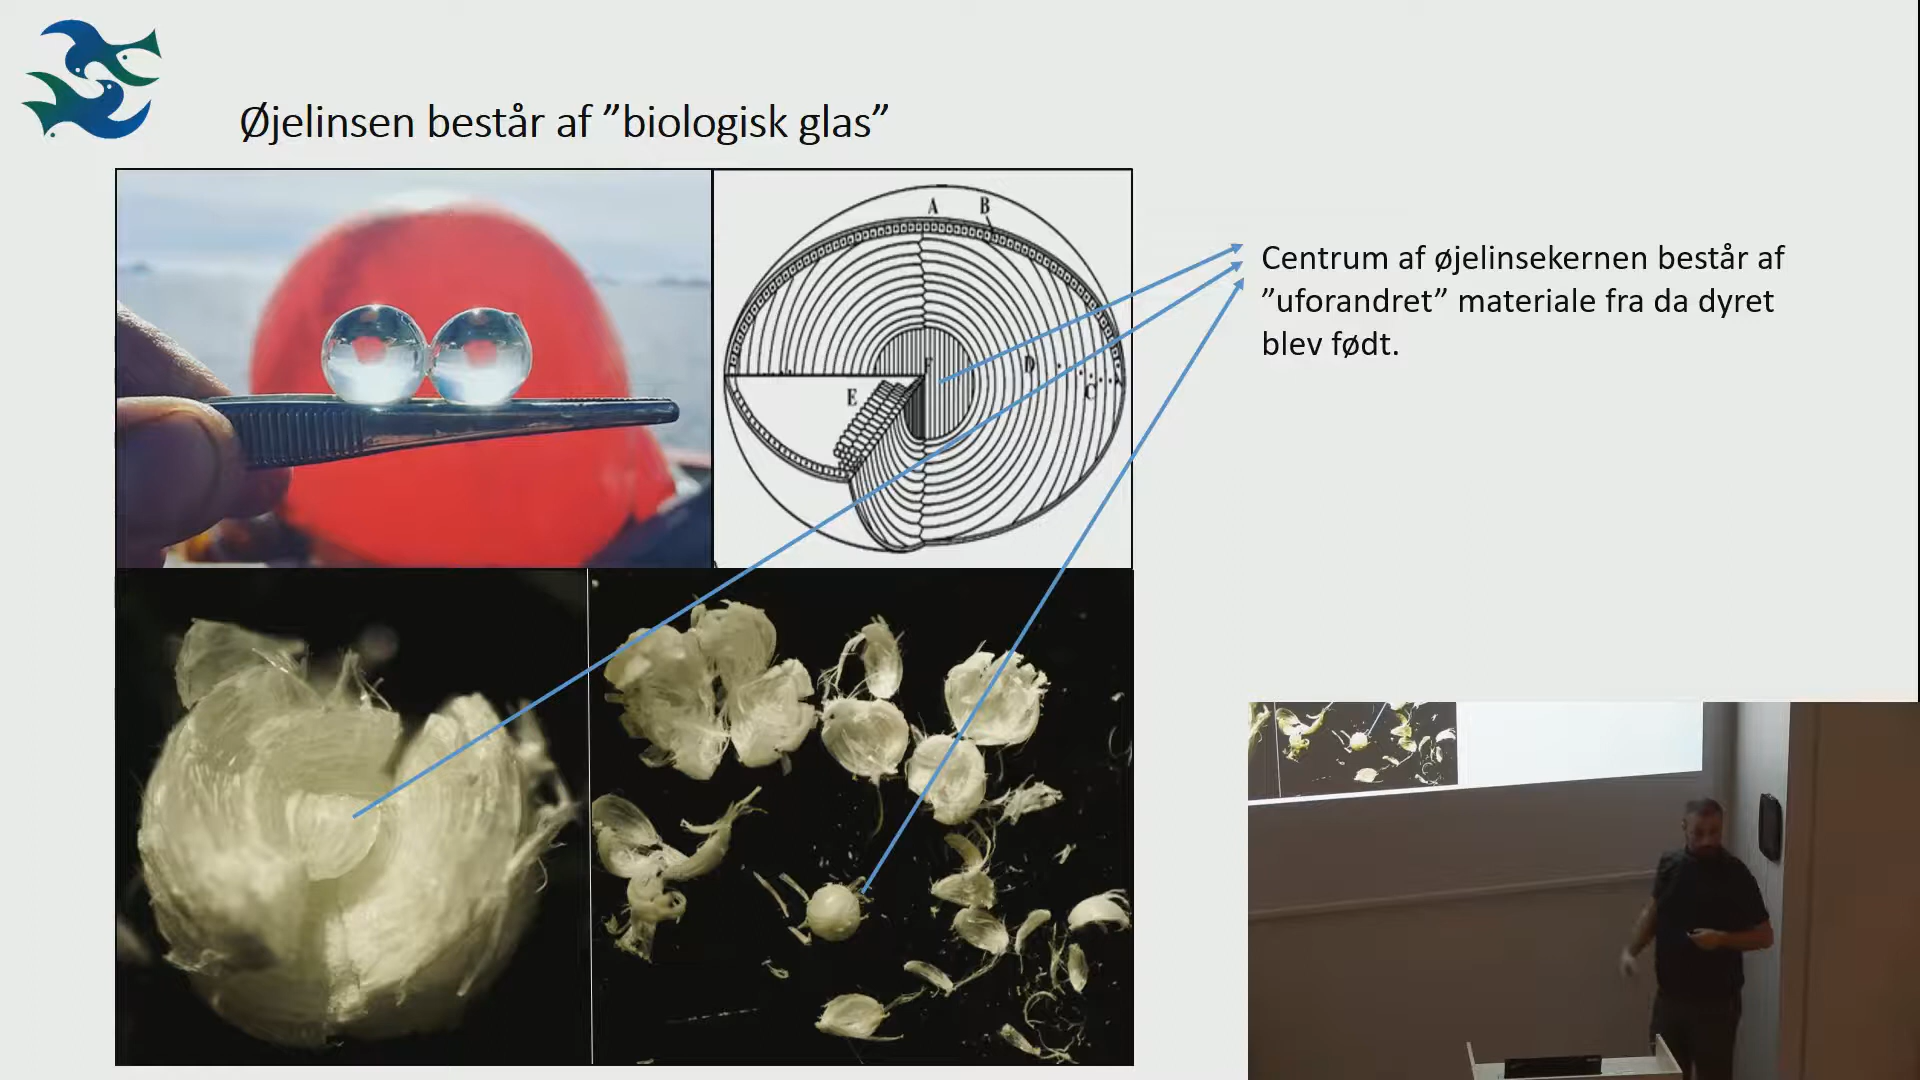 Øjelinsen består af ”biologisk glas”
A
B
Centrum af øjelinsekernen består af
”uforandret” materiale fra da dyret
blev født.
F
D
E
C